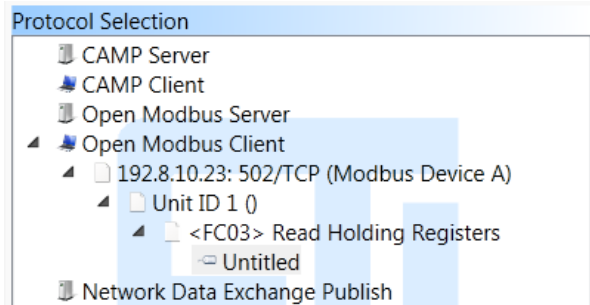 Protocol Selection
CAMP Server
CAMP Client
Open Modbus Server
Open Modbus Client
192.8.10.23: 502/TCP (Modbus Device A)
Unit ID 1 ()
<FC03> Read Holding Registers
Untitled
Network Data Exchange Publish